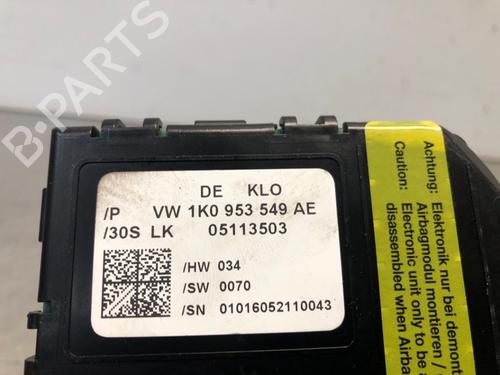 DE KLO
/P VW 1K0 953 549 AE
/30S LK 05113503
/HW 034
/SW 0070
/SN 01016052110043
Achtung: Elektronik nur bei demont
Airbagmodul montieren /
Caution: Electronic unit only to be a
disassembled when Airba
B-PARTS